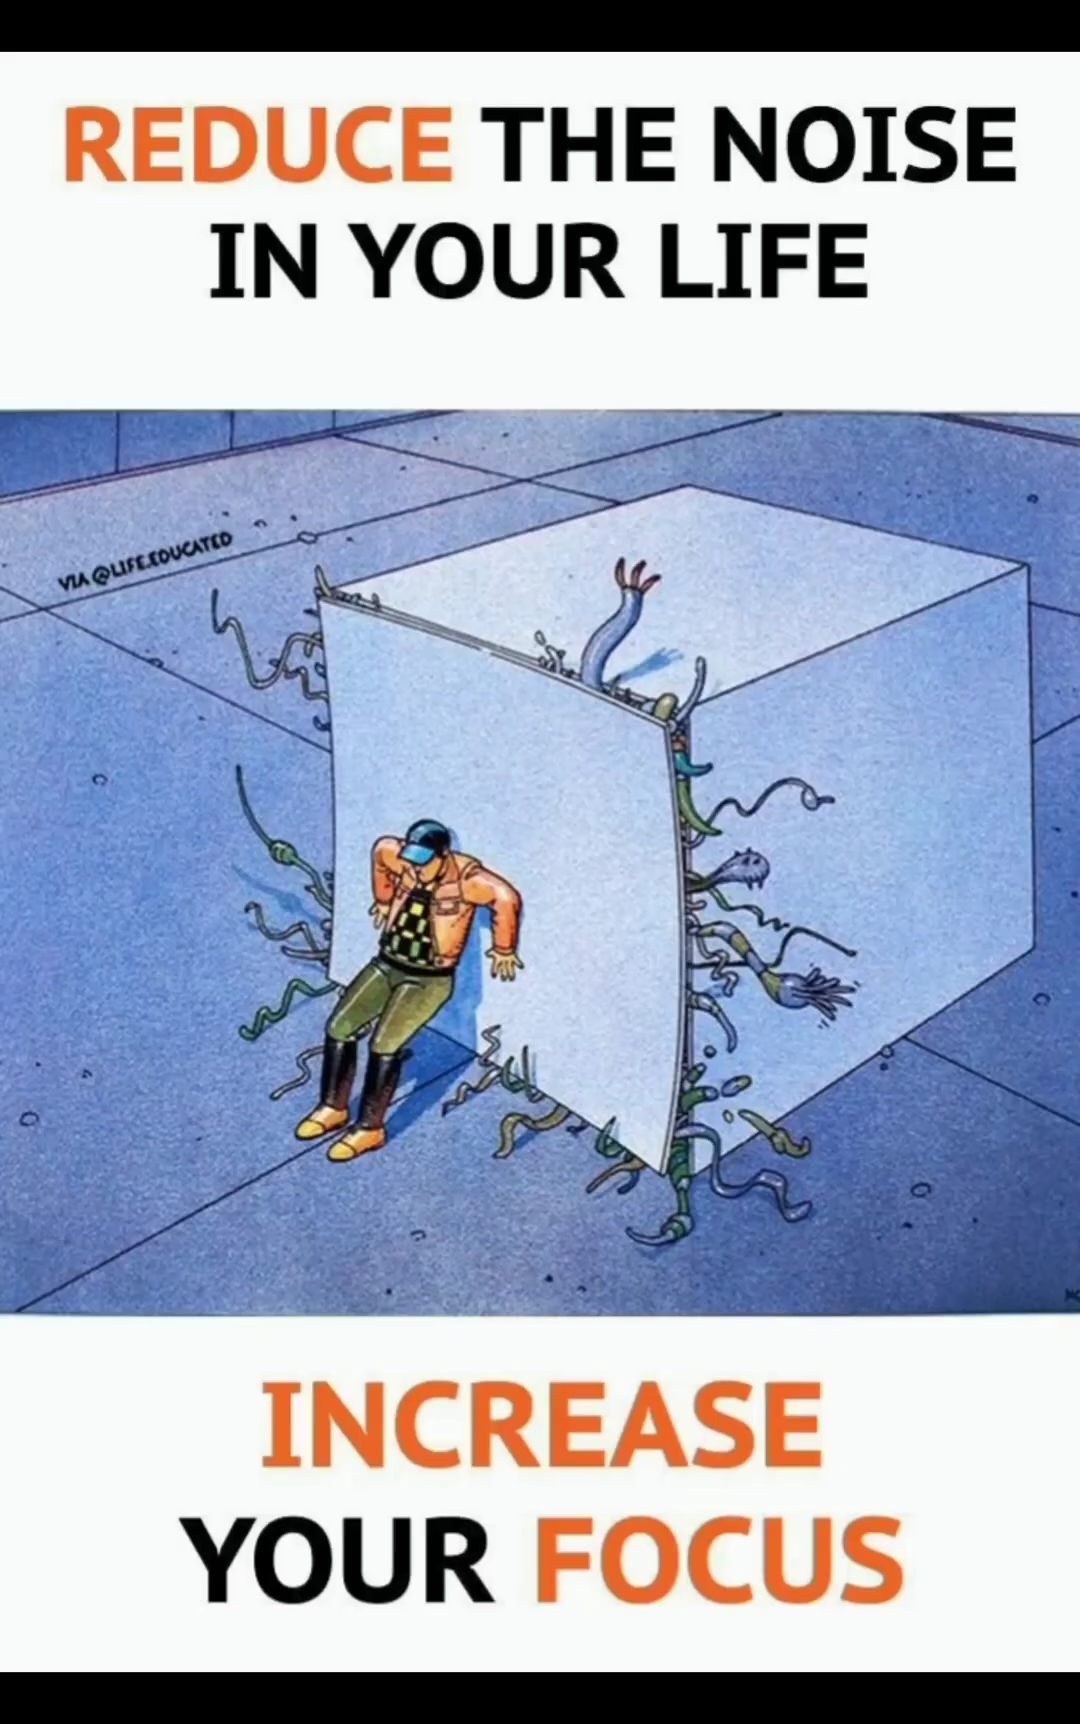 REDUCE THE NOISE
IN YOUR LIFE
VIA @LIFE.EDUCATED
INCREASE
YOUR FOCUS